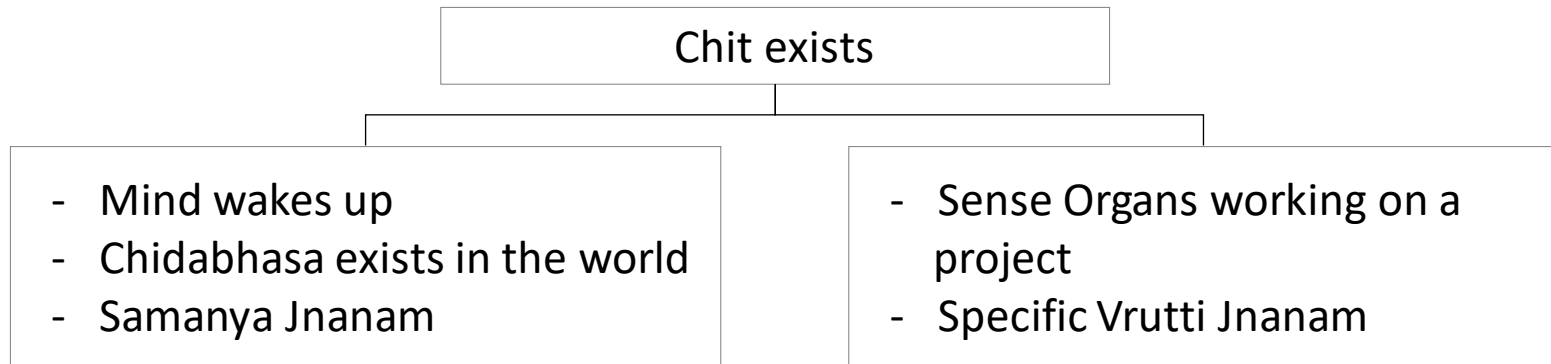 Chit exists
- Mind wakes up
- Chidabhasa exists in the world
- Samanya Jnanam
- Sense Organs working on a
project
- Specific Vrutti Jnanam